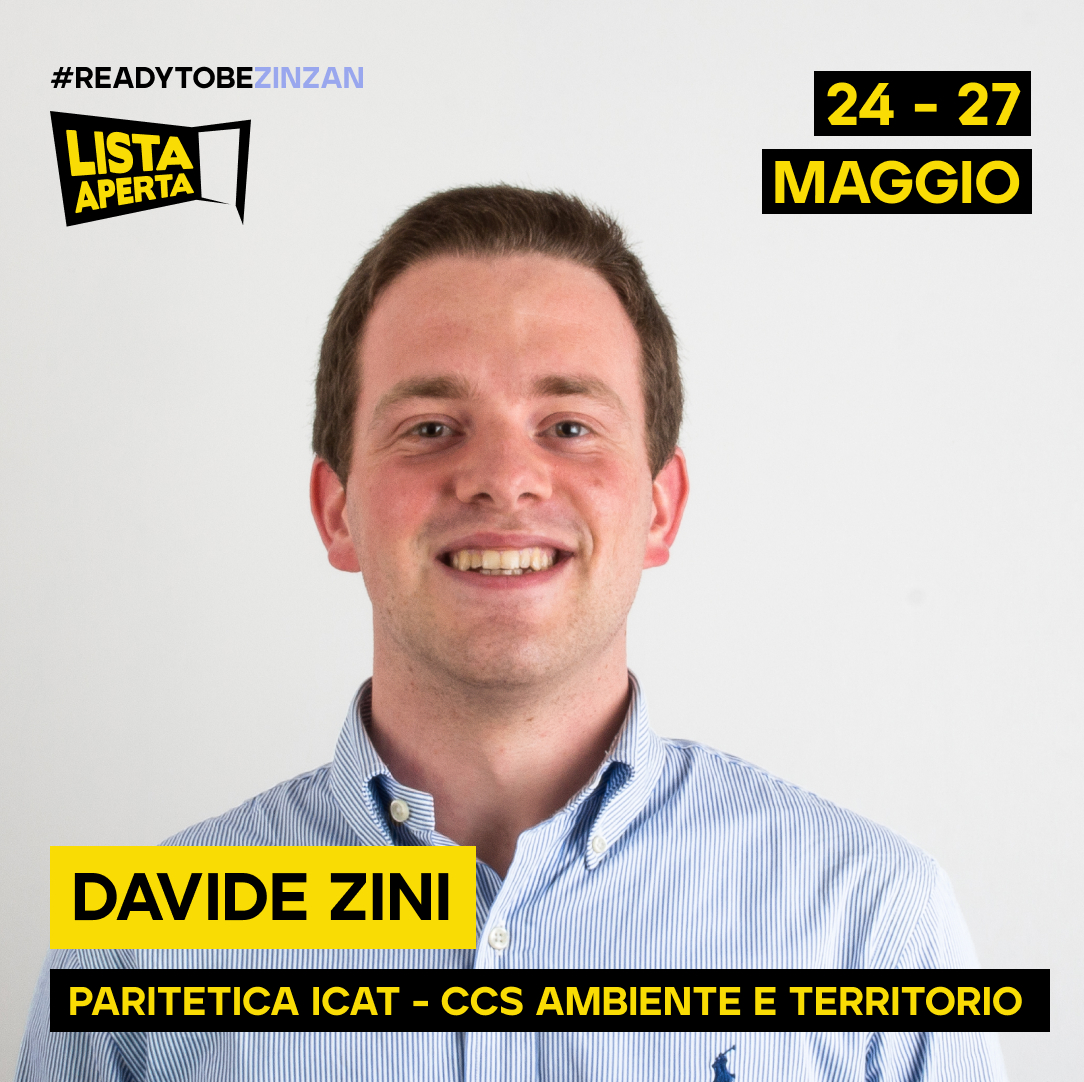 #READYTOBEZINZAN
LISTA
APERTA
24 - 27
MAGGIO
DAVIDE ZINI
PARITETICA ICAT - CCS AMBIENTE E TERRITORIO